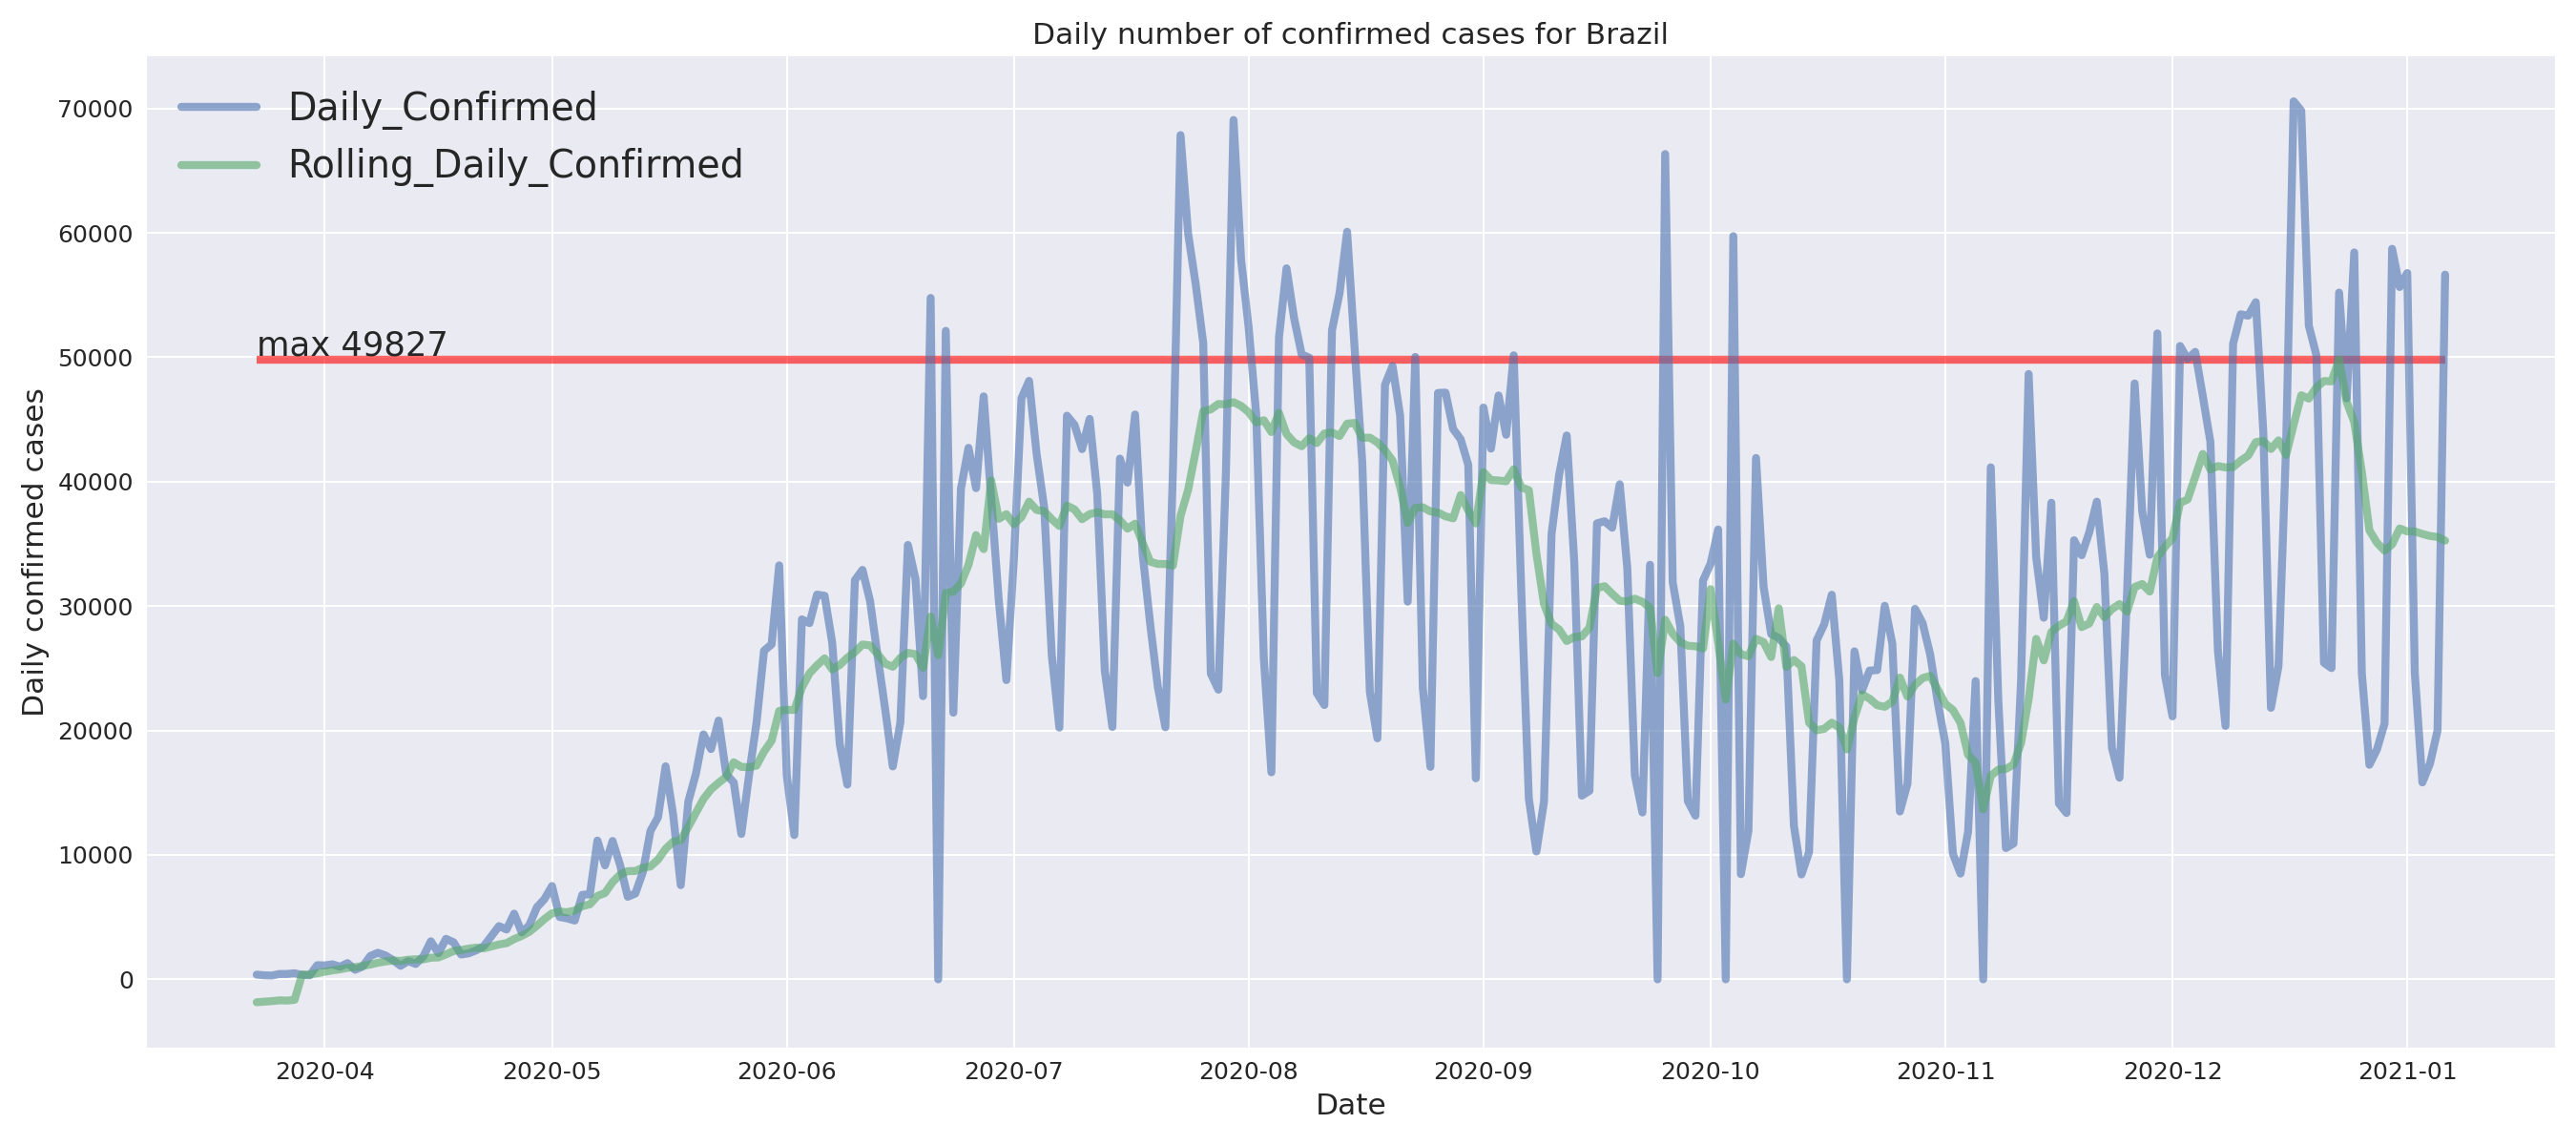 Daily number of confirmed cases for Brazil
Daily_Confirmed
Rolling_Daily_Confirmed
max 49827
Daily confirmed cases
70000
60000
50000
40000
30000
20000
10000
0
2020-04 2020-05 2020-06 2020-07 2020-08 2020-09 2020-10 2020-11 2020-12 2021-01
Date